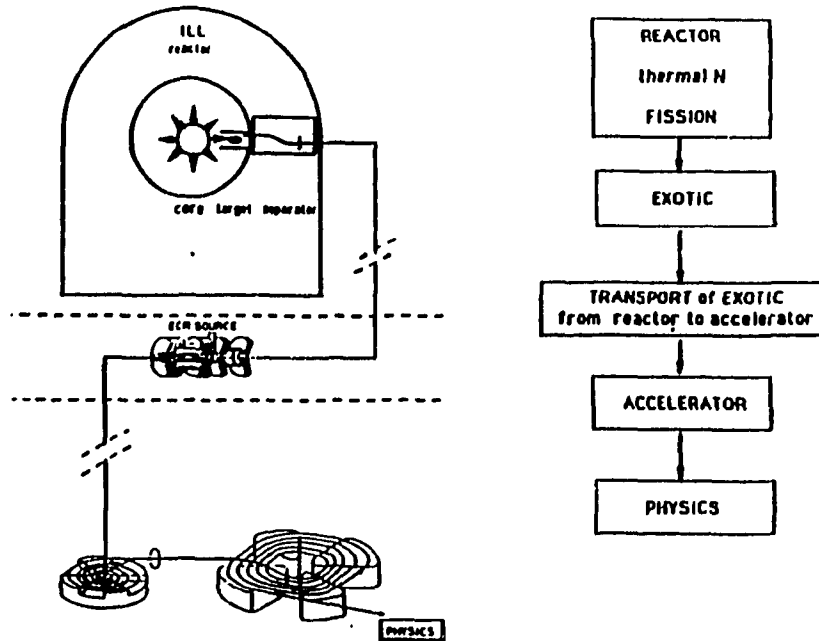 ILL
reactor
core target separator
ECR SOURCE
PHYSICS
REACTOR
thermal N
FISSION
EXOTIC
TRANSPORT of EXOTIC
from reactor to accelerator
ACCELERATOR
PHYSICS